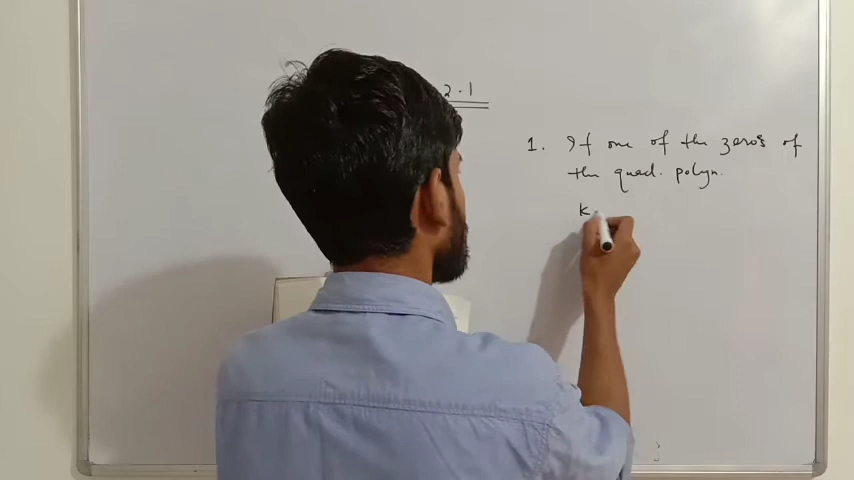 2.1
1. If one of the zeros of
the quad. polyn.
K